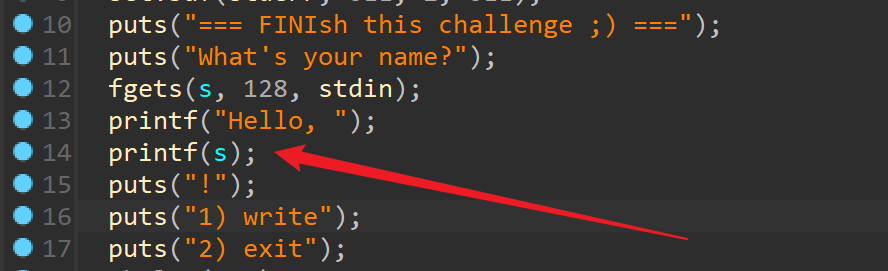 10 puts("=== FINIsh this challenge ;) ===");
11 puts("What's your name?");
12 fgets(s, 128, stdin);
13 printf("Hello, ");
14 printf(s);
15 puts("!");
16 puts("1) write");
17 puts("2) exit");